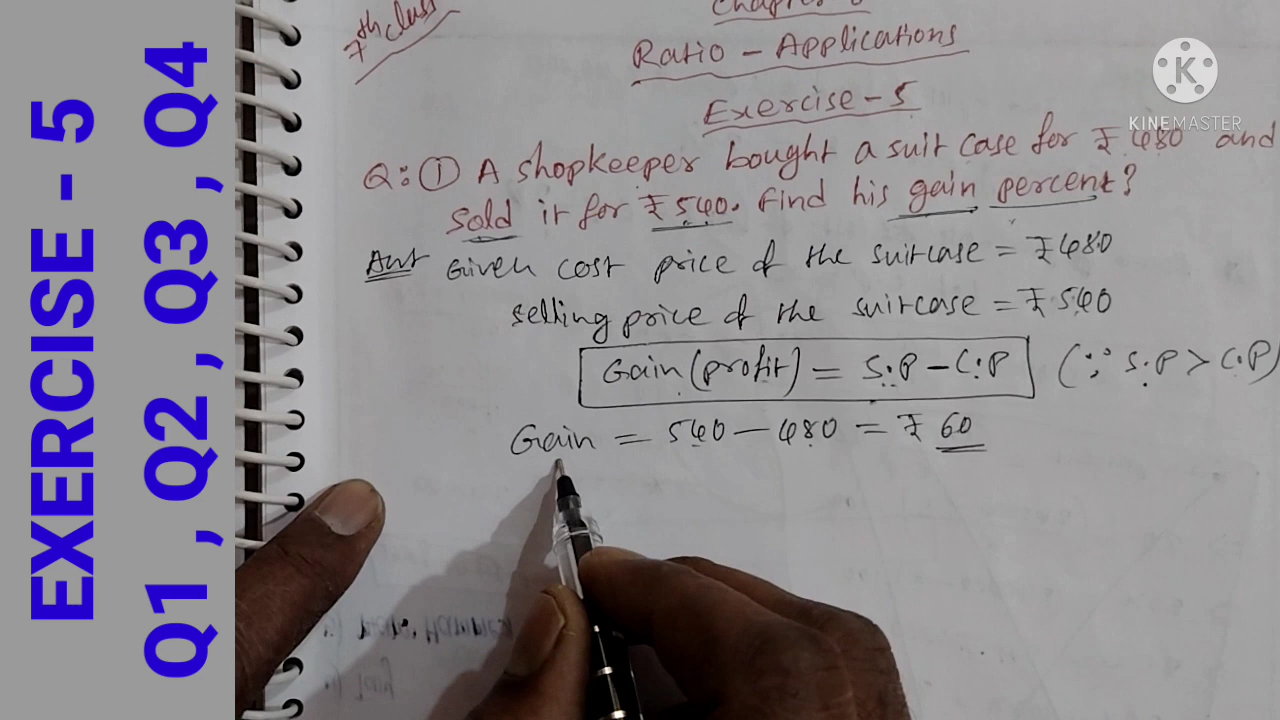 EXERCISE - 5
Q1 , Q2 , Q3 , Q4
7th class
Ratio - Applications
Exercise - 5
KINEMASTER
Q: ① A shopkeeper bought a suit case for ₹ 480 and
sold it for ₹ 540. Find his gain percent?
Given cost price of the suitcase = ₹ 480
selling price of the suitcase = ₹ 540
Gain (profit) = S.P - C.P (∵ S.P > C.P)
Gain = 540 - 480 = ₹ 60